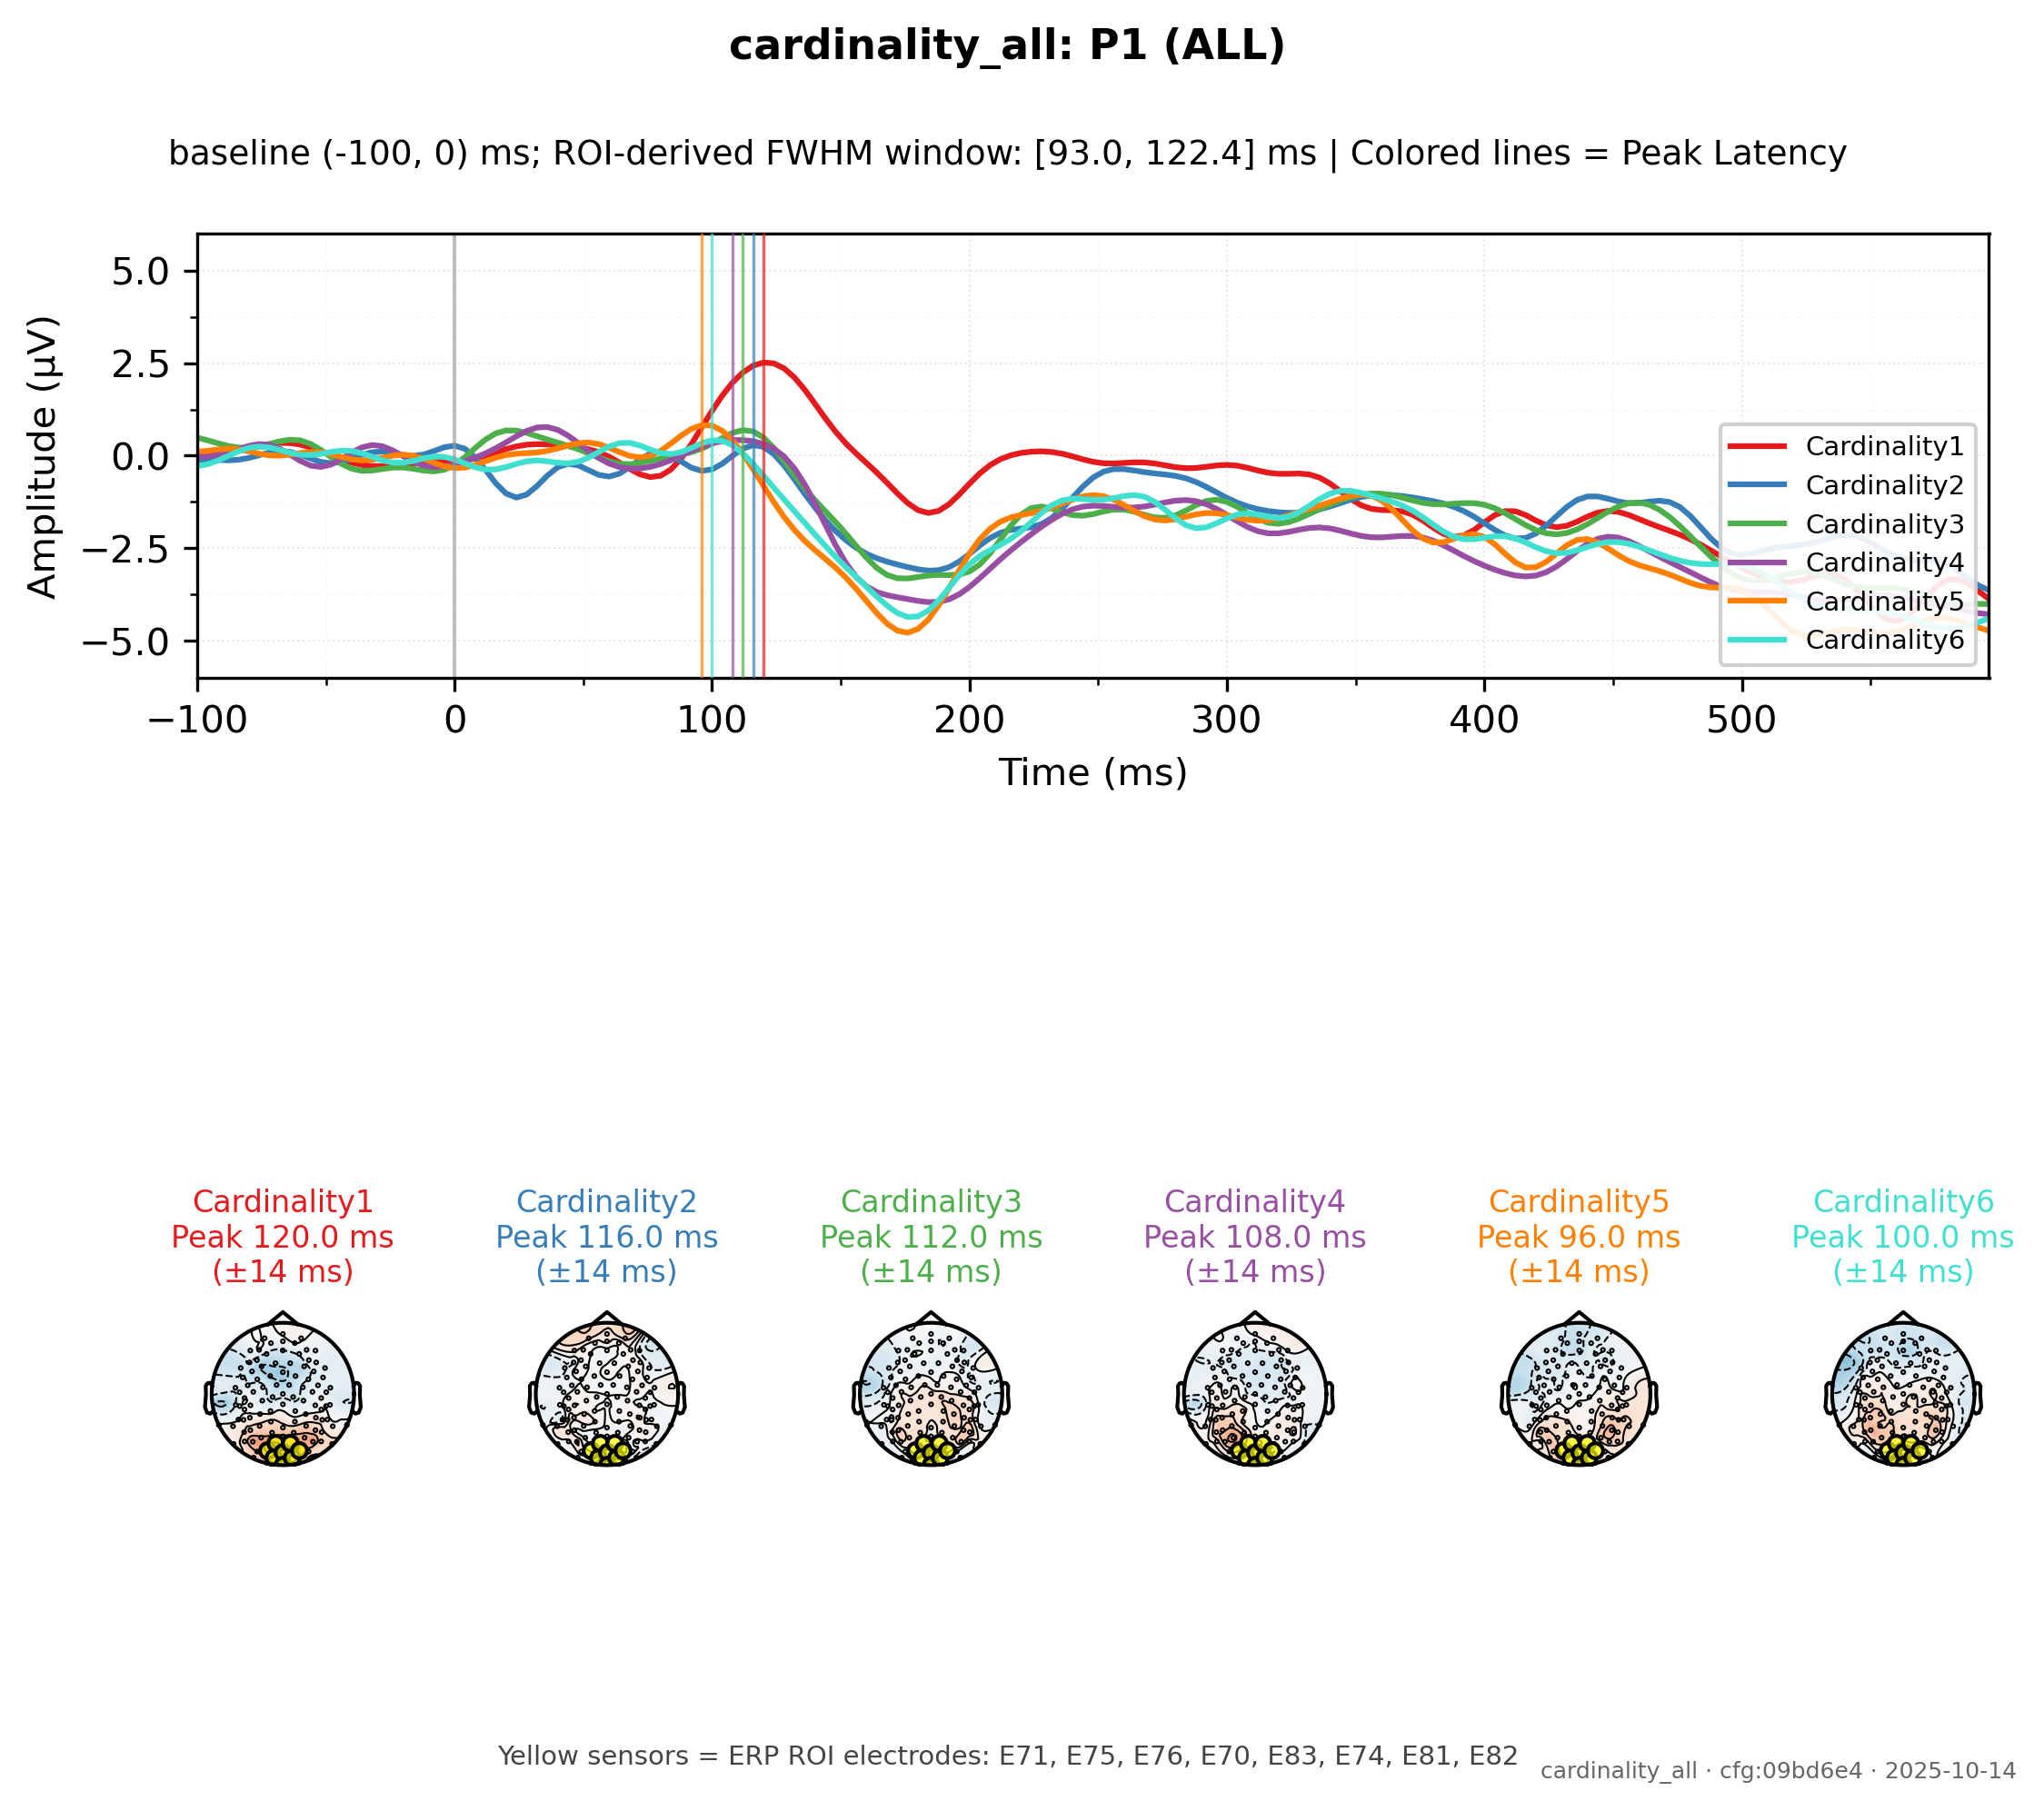 cardinality_all: P1 (ALL)
baseline (-100, 0) ms; ROI-derived FWHM window: [93.0, 122.4] ms | Colored lines = Peak Latency
Amplitude (µV)
5.0
2.5
0.0
−2.5
−5.0
Cardinality1
Cardinality2
Cardinality3
Cardinality4
Cardinality5
Cardinality6
−100 0 100 200 300 400 500
Time (ms)
Cardinality1 Cardinality2 Cardinality3 Cardinality4 Cardinality5 Cardinality6
Peak 120.0 ms Peak 116.0 ms Peak 112.0 ms Peak 108.0 ms Peak 96.0 ms Peak 100.0 ms
(±14 ms) (±14 ms) (±14 ms) (±14 ms) (±14 ms) (±14 ms)
Yellow sensors = ERP ROI electrodes: E71, E75, E76, E70, E83, E74, E81, E82
cardinality_all · cfg:09bd6e4 · 2025-10-14